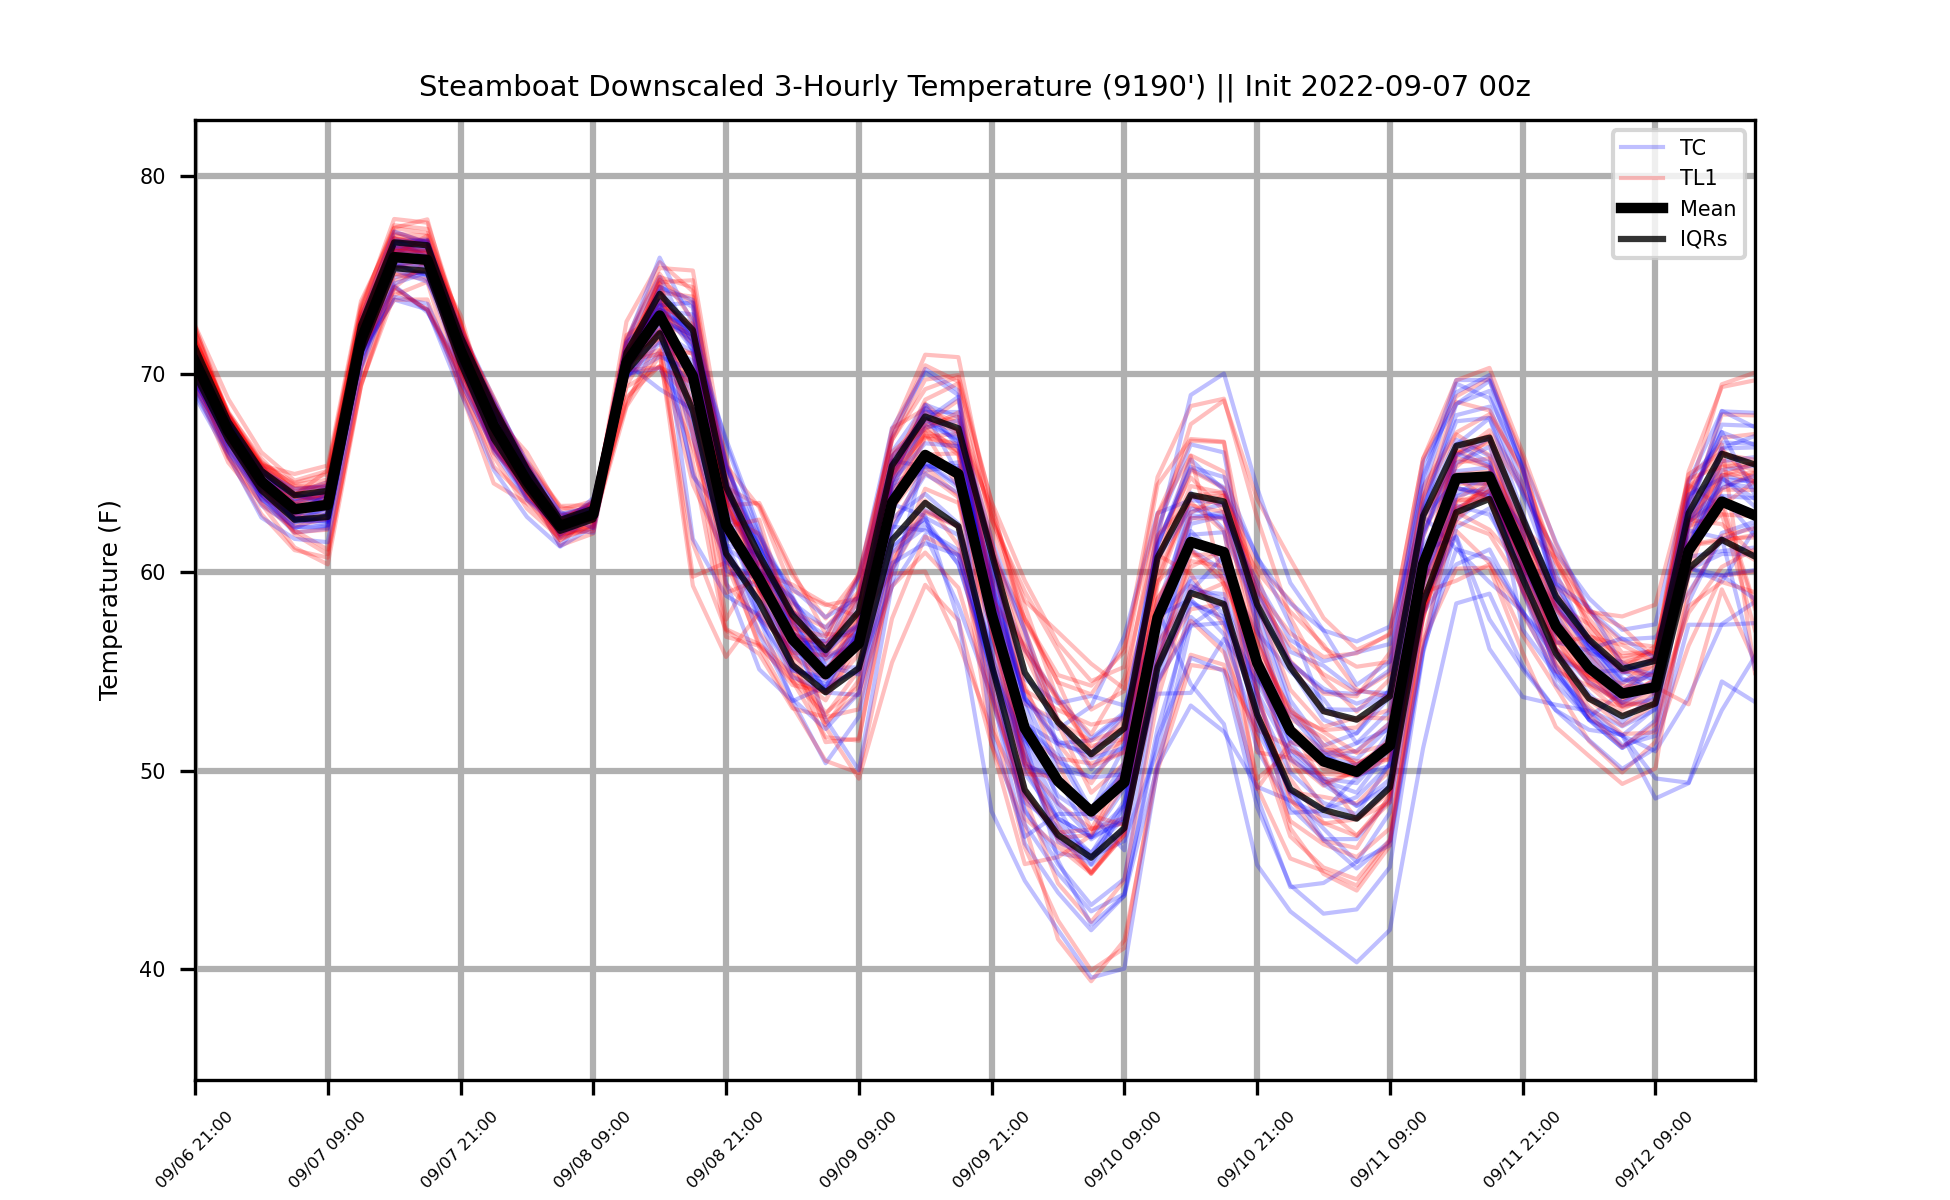 Steamboat Downscaled 3-Hourly Temperature (9190') || Init 2022-09-07 00z
TC
TL1
Mean
IQRs
Temperature (F)
80
70
60
50
40
09/06 21:00
09/07 09:00
09/07 21:00
09/08 09:00
09/08 21:00
09/09 09:00
09/09 21:00
09/10 09:00
09/10 21:00
09/11 09:00
09/11 21:00
09/12 09:00